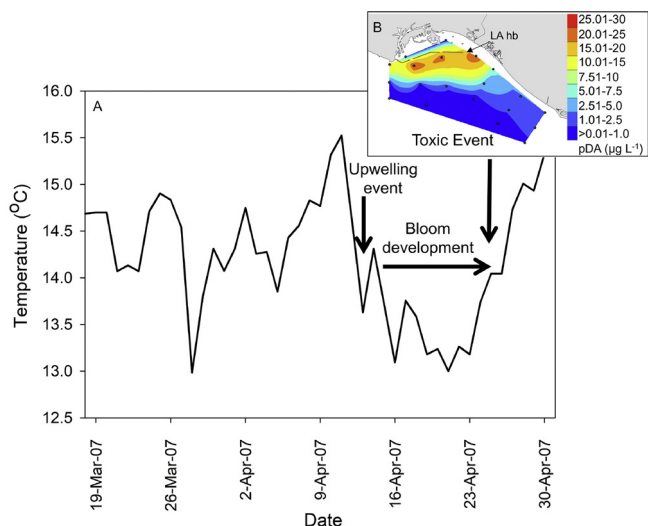 B
LA hb
25.01-30
20.01-25
15.01-20
10.01-15
7.51-10
5.01-7.5
2.51-5.0
1.01-2.5
>0.01-1.0
pDA (µg L-1)
Toxic Event
A
Upwelling
event
Bloom
development
Temperature (OC)
16.0
15.5
15.0
14.5
14.0
13.5
13.0
12.5
19-Mar-07
26-Mar-07
2-Apr-07
9-Apr-07
16-Apr-07
23-Apr-07
30-Apr-07
Date